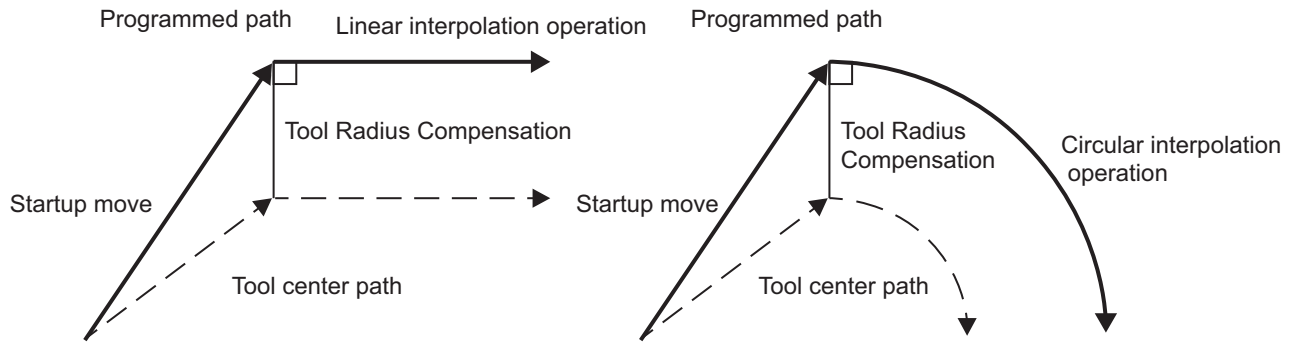 Programmed path
Linear interpolation operation
Tool Radius Compensation
Startup move
Tool center path
Programmed path
Tool Radius
Compensation
Circular interpolation
operation
Startup move
Tool center path